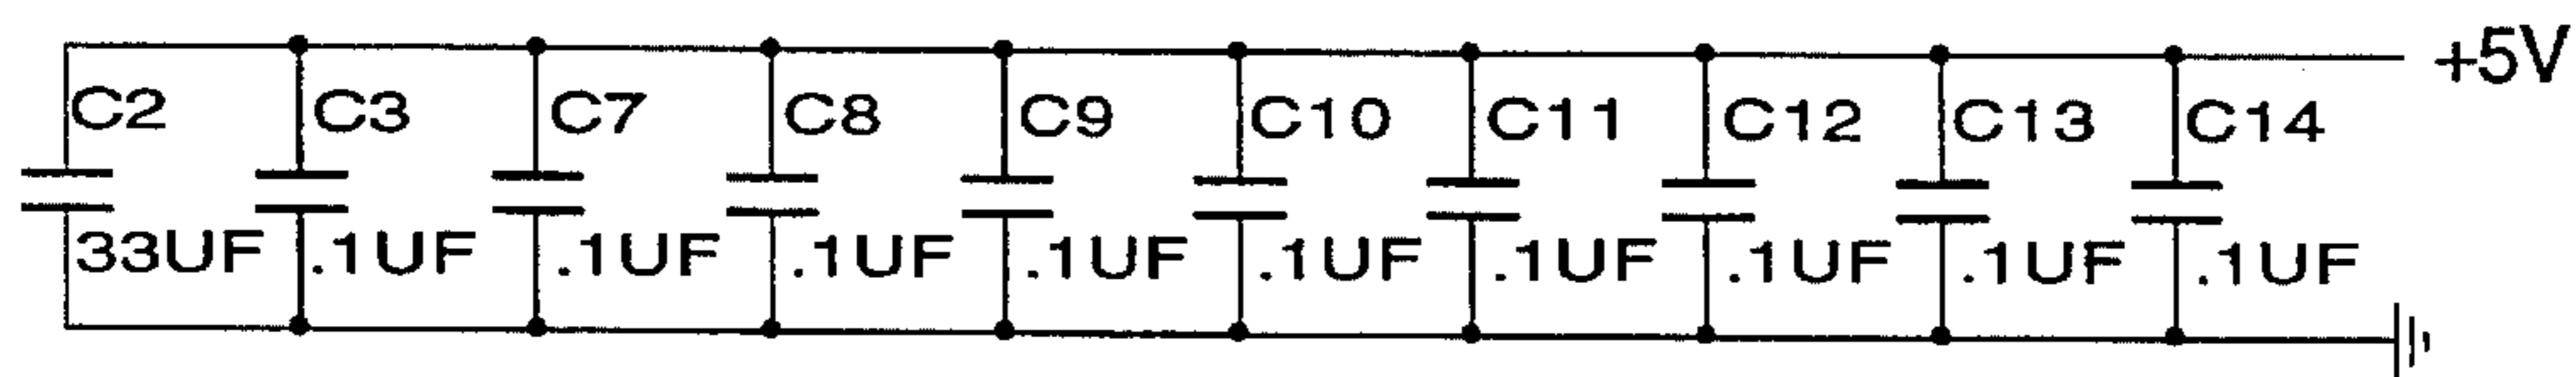 +5V
C2 C3 C7 C8 C9 C10 C11 C12 C13 C14
33UF .1UF .1UF .1UF .1UF .1UF .1UF .1UF .1UF .1UF